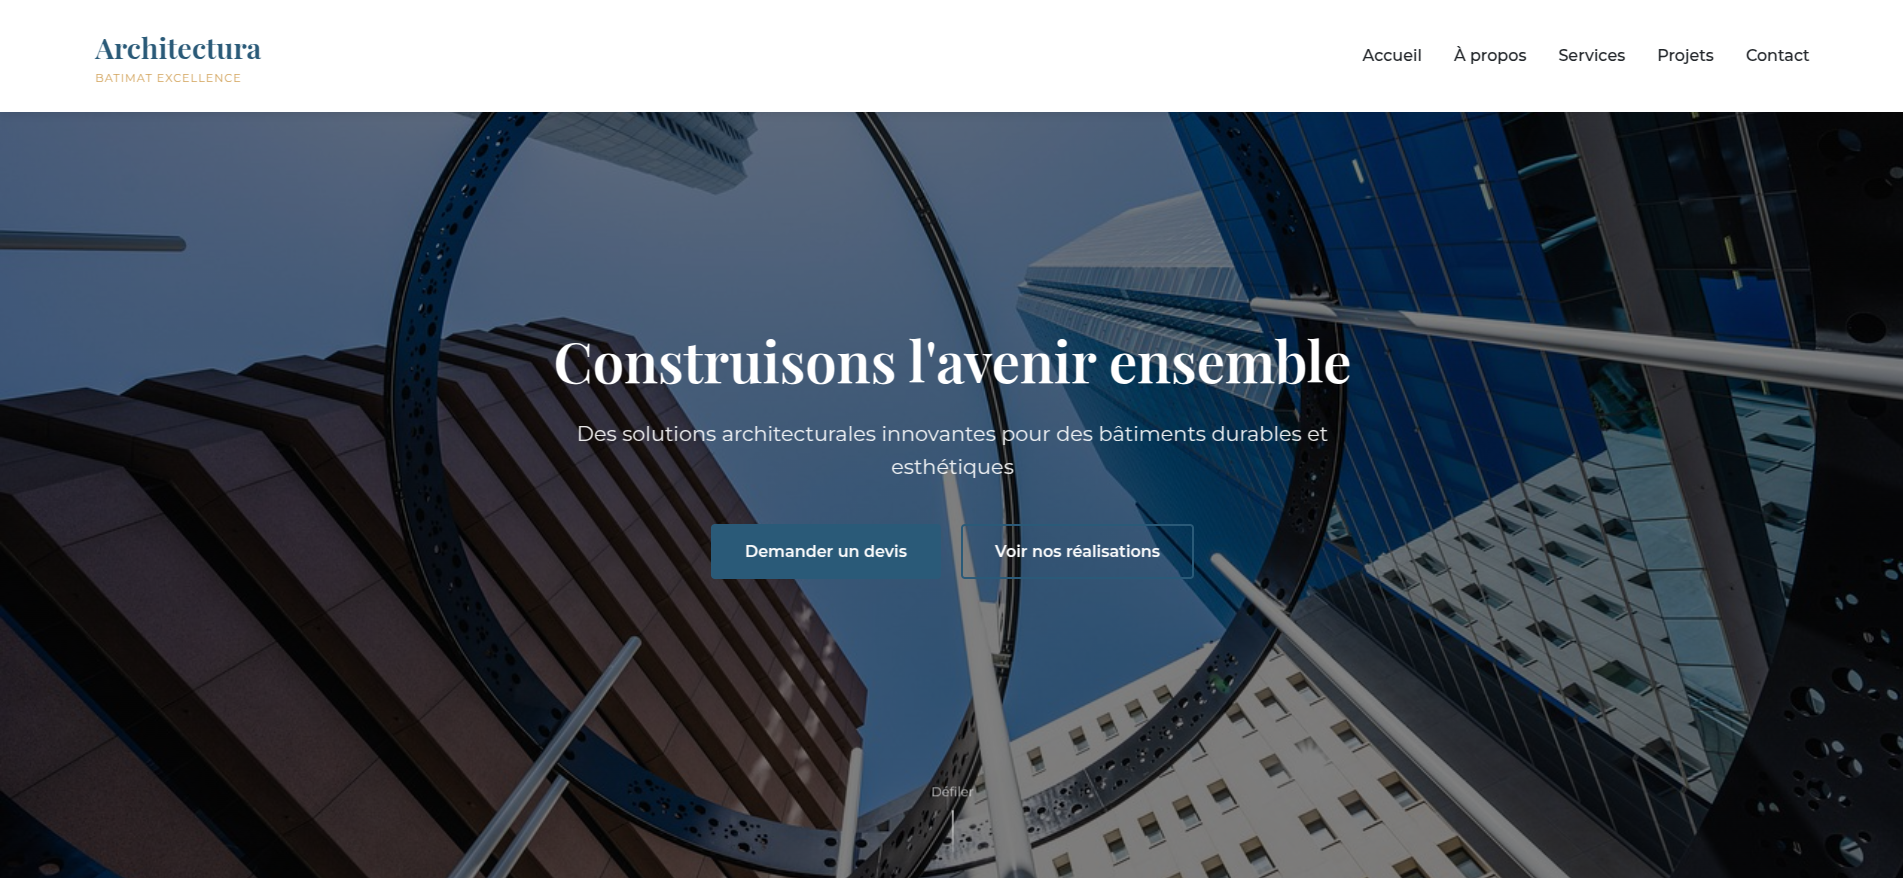 Architectura
BATIMAT EXCELLENCE
Accueil À propos Services Projets Contact
Construisons l'avenir ensemble
Des solutions architecturales innovantes pour des bâtiments durables et
esthétiques
Demander un devis Voir nos réalisations
Défiler